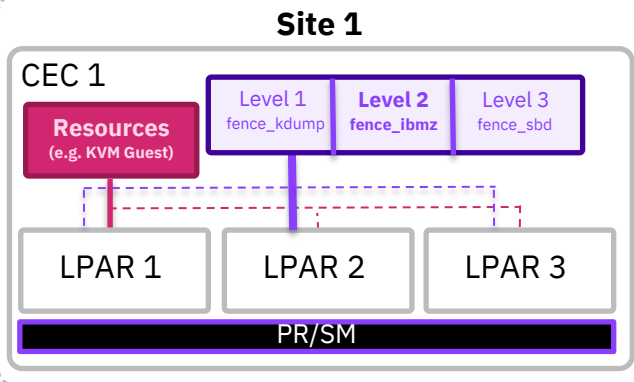 Site 1
CEC 1
Resources
(e.g. KVM Guest)
Level 1
fence_kdump
Level 2
fence_ibmz
Level 3
fence_sbd
LPAR 1
LPAR 2
LPAR 3
PR/SM